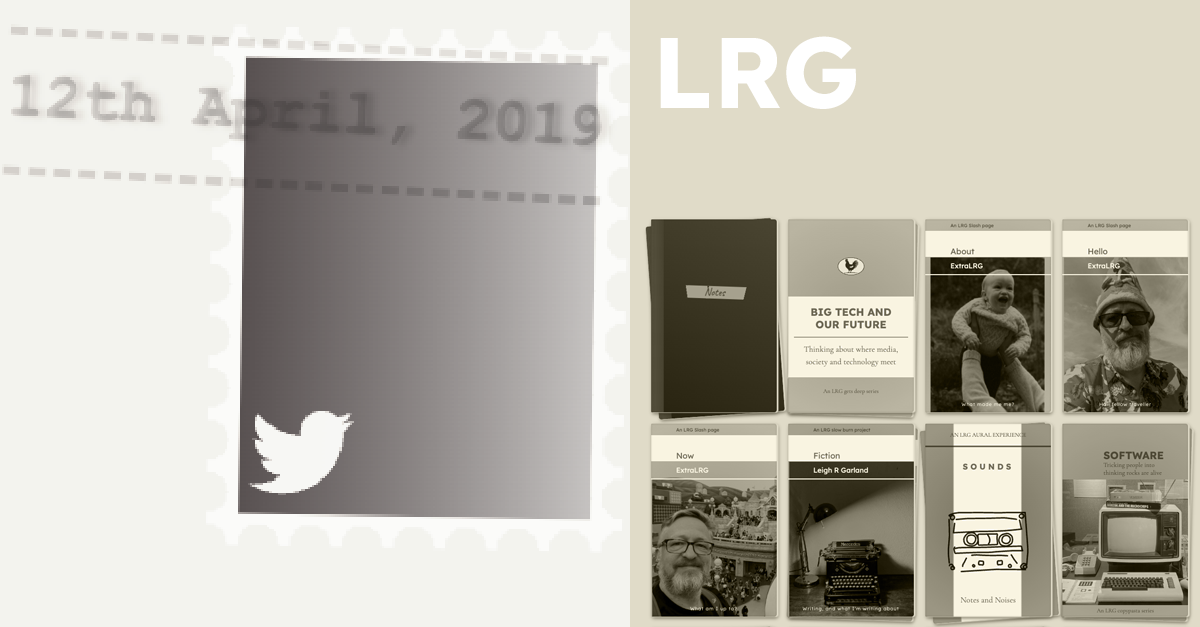 12th April, 2019
LRG
Notes
BIG TECH AND
OUR FUTURE
Thinking about where media,
society and technology meet
An LRG gets deep series
An LRG Slash page
About
ExtraLRG
What made me me?
An LRG Slash page
Hello
ExtraLRG
Hail fellow traveller
An LRG Slash page
Now
ExtraLRG
What am I up to?
An LRG slow burn project
Fiction
Leigh R Garland
Writing, and what I'm writing about
AN LRG AURAL EXPERIENCE
SOUNDS
Notes and Noises
SOFTWARE
Tricking people into
thinking rocks are alive
An LRG copypasta series